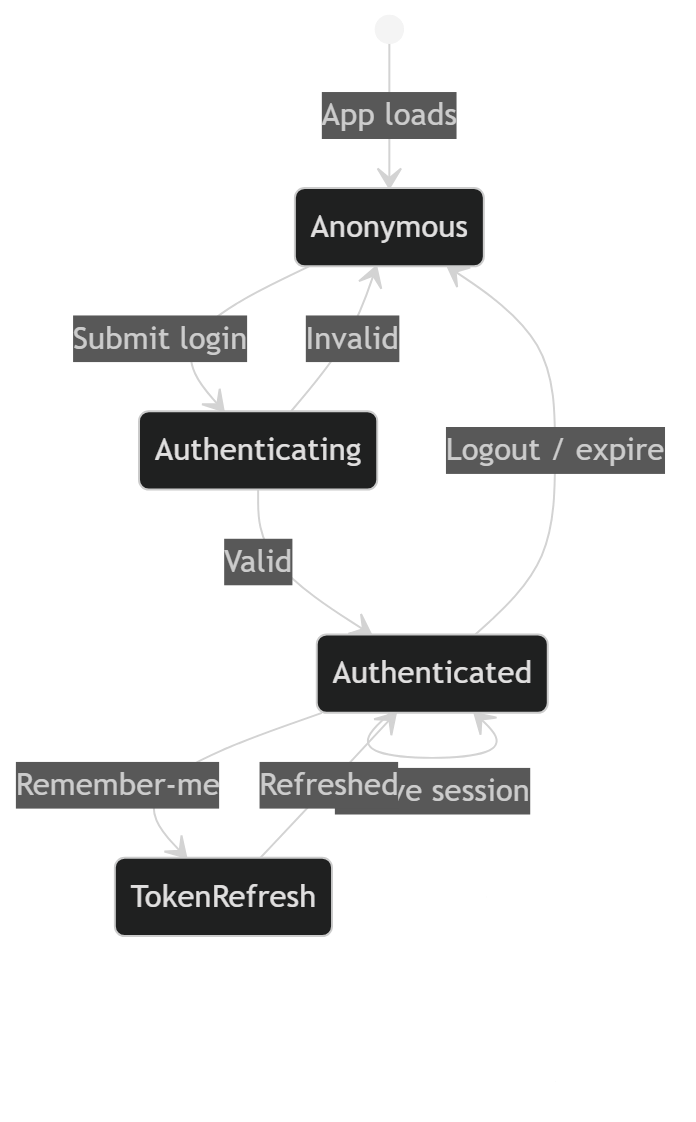 App loads
Anonymous
Submit login
Invalid
Authenticating
Logout / expire
Valid
Authenticated
Remember-me
Refreshed
session
TokenRefresh